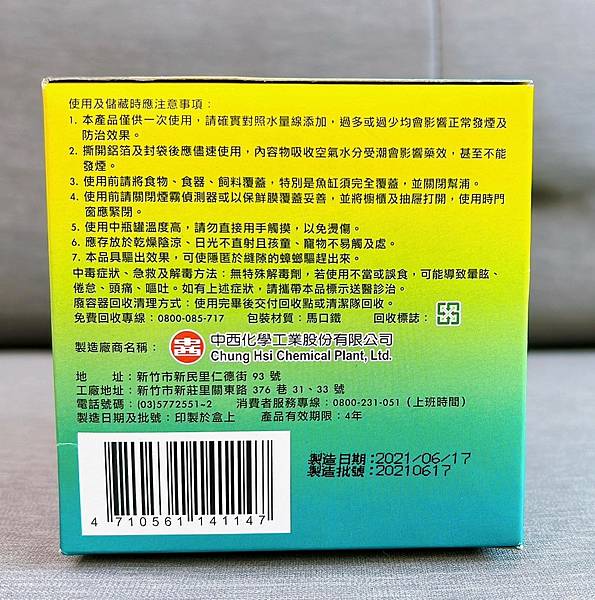 使用及儲藏時應注意事項：
1. 本產品僅供一次使用，請確實對照水量線添加，過多或過少均會影響正常發煙及
防治效果。
2. 撕開鋁箔及封袋後應儘速使用，內容物吸收空氣水分受潮會影響藥效，甚至不能
發煙。
3. 使用前請將食物、食器、飼料覆蓋，特別是魚缸須完全覆蓋，並關閉幫浦。
4. 使用前請關閉煙霧偵測器或以保鮮膜覆蓋妥善，並將櫥櫃及抽屜打開，使用時門
窗應緊閉。
5. 使用中瓶罐溫度高，請勿直接用手觸摸，以免燙傷。
6. 應存放於乾燥陰涼、日光不直射且孩童、寵物不易觸及處。
7. 本品具驅出效果，可使隱匿於縫隙的蟑螂驅趕出來。
中毒症狀、急救及解毒方法：無特殊解毒劑，若使用不當或誤食，可能導致暈眩、
倦怠、頭痛、嘔吐。如有上述症狀，請攜帶本品標示送醫診治。
廢容器回收清理方式：使用完畢後交付回收點或清潔隊回收。
免費回收專線：0800-085-717 包裝材質：馬口鐵 回收標誌：
製造廠商名稱： 中西化學工業股份有限公司
Chung Hsi Chemical Plant, Ltd.
地 址：新竹市新民里仁德街 93 號
工廠地址：新竹市新莊里關東路 376 巷 31、33 號
電話號碼：(03)5772551~2 消費者服務專線：0800-231-051（上班時間）
製造日期及批號：印製於盒上 產品有效期限：4年
製造日期：2021/06/17
製造批號：20210617
4 710561 141147